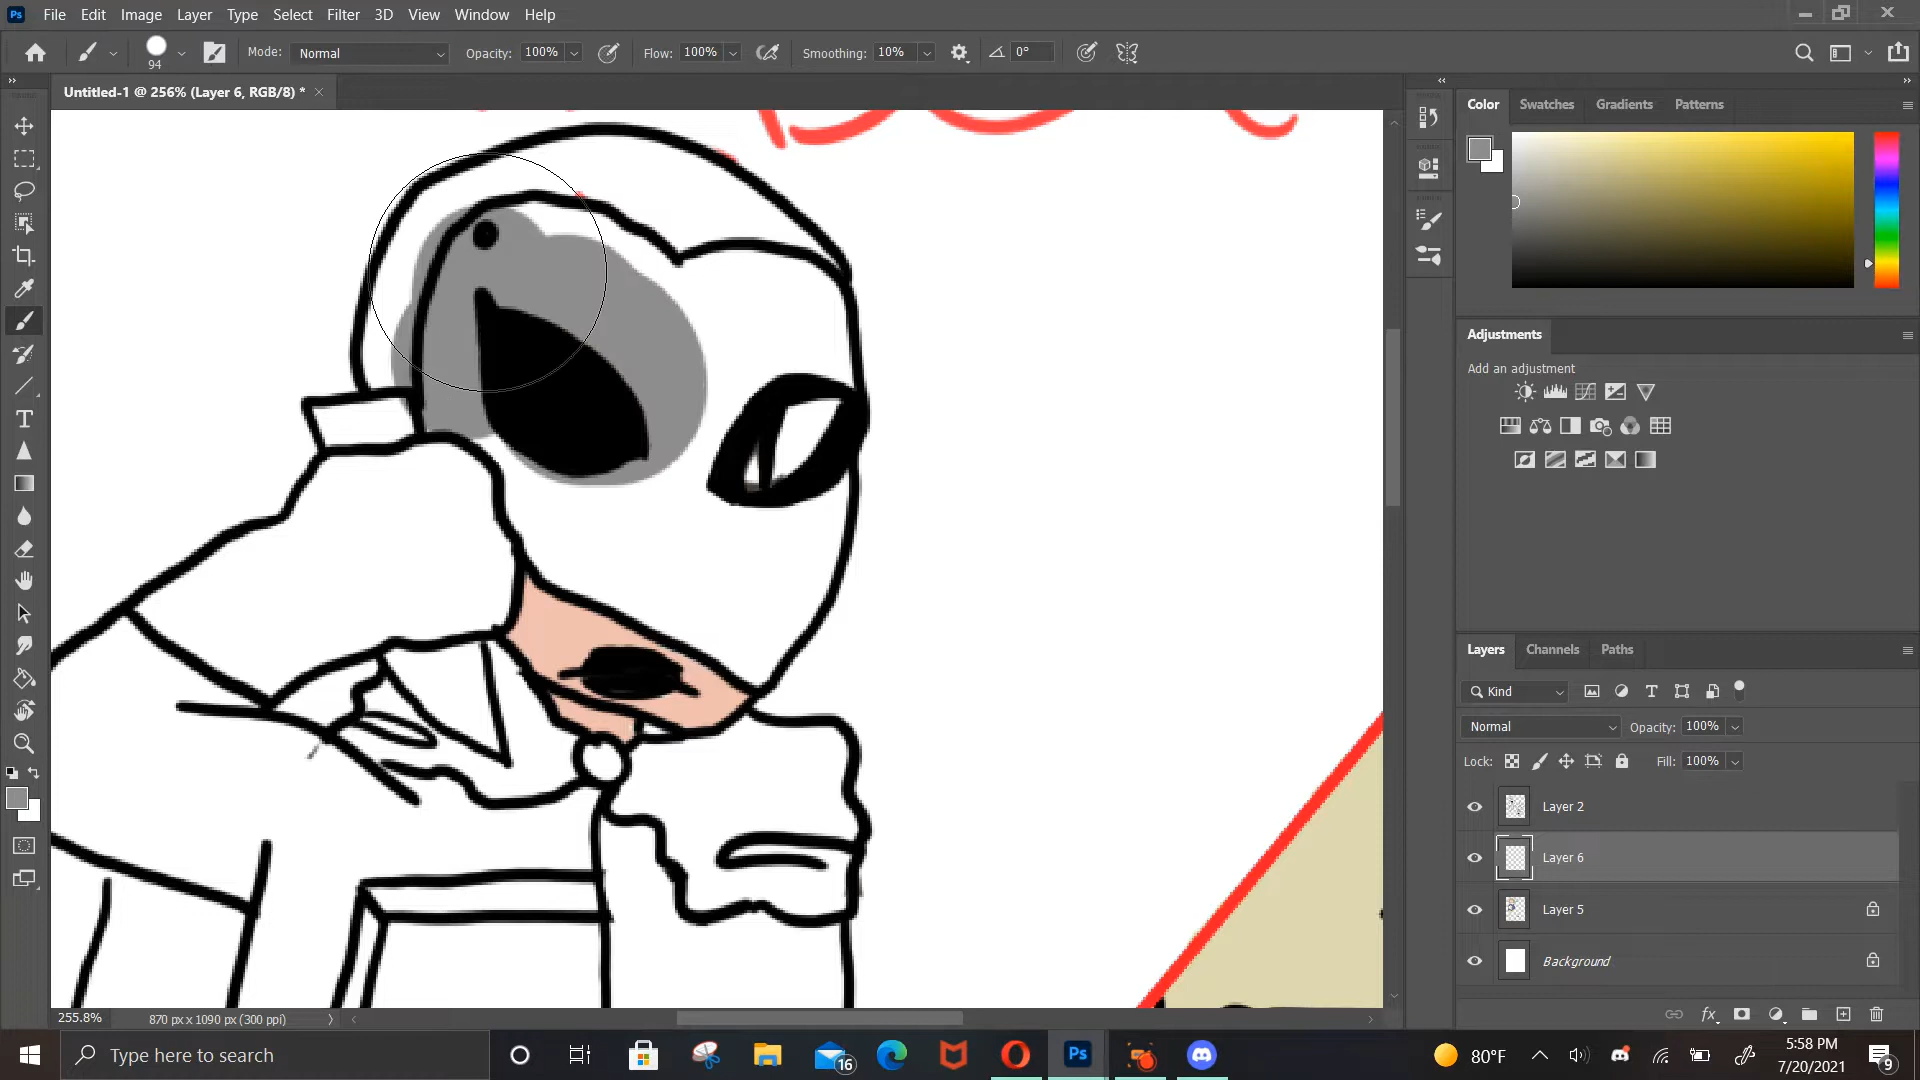 Ps File Edit Image Layer Type Select Filter 3D View Window Help
94 Mode: Normal Opacity: 100% Flow: 100% Smoothing: 10% 0°
Untitled-1 @ 256% (Layer 6, RGB/8) * ×
Color Swatches Gradients Patterns
Adjustments
Add an adjustment
Layers Channels Paths
Kind
Normal Opacity: 100%
Lock: Fill: 100%
Layer 2
Layer 6
Layer 5
Background
255.8% 870 px x 1090 px (300 ppi)
Type here to search 16 Ps 80°F 5:58 PM
7/20/2021 9